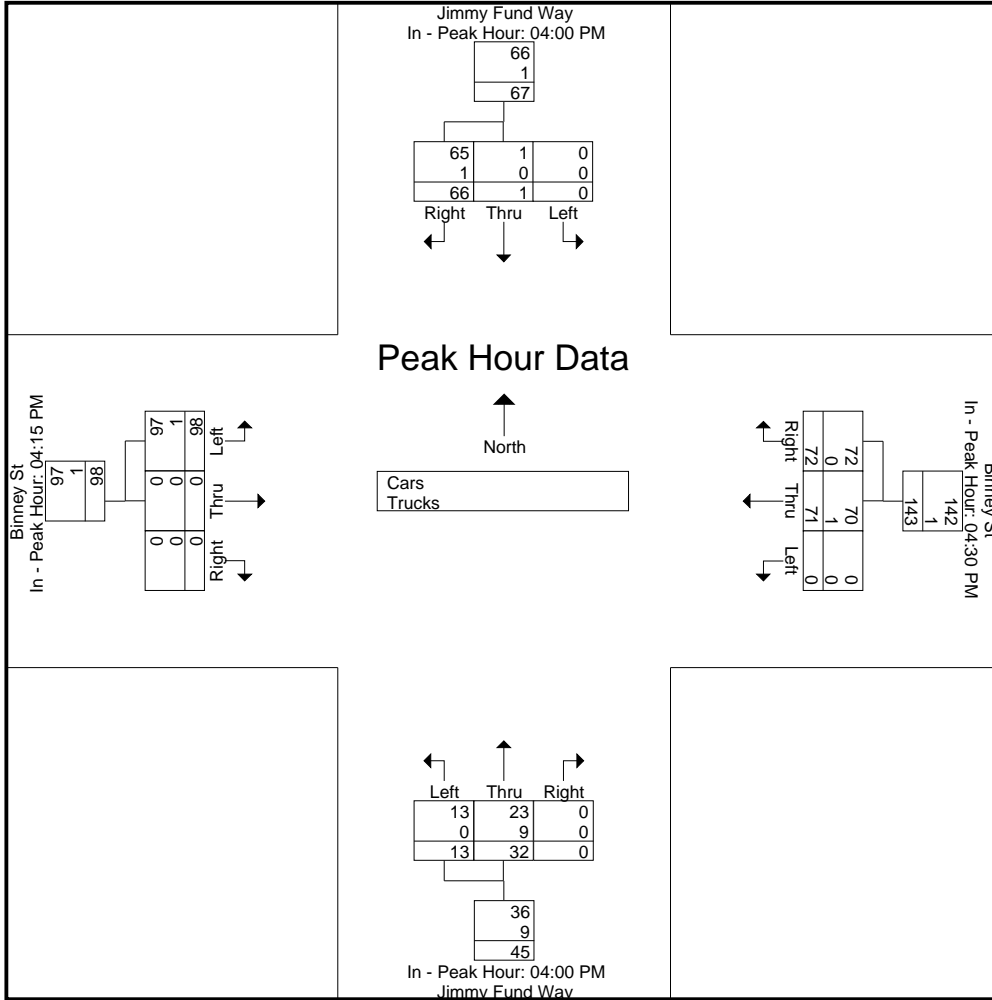 Jimmy Fund Way
In - Peak Hour: 04:00 PM
66
1
67
65 1 0
1 0 0
66 1 0
Right Thru Left
Peak Hour Data
North
Cars
Trucks
Binney St
In - Peak Hour: 04:15 PM
97
1
98
Left Thru Right
97 0 0
1 0 0
98 0 0
Binney St
In - Peak Hour: 04:30 PM
142
1
143
72 70 0
0 1 0
72 71 0
Right Thru Left
Left Thru Right
13 23 0
0 9 0
13 32 0
36
9
45
In - Peak Hour: 04:00 PM
Jimmy Fund Way